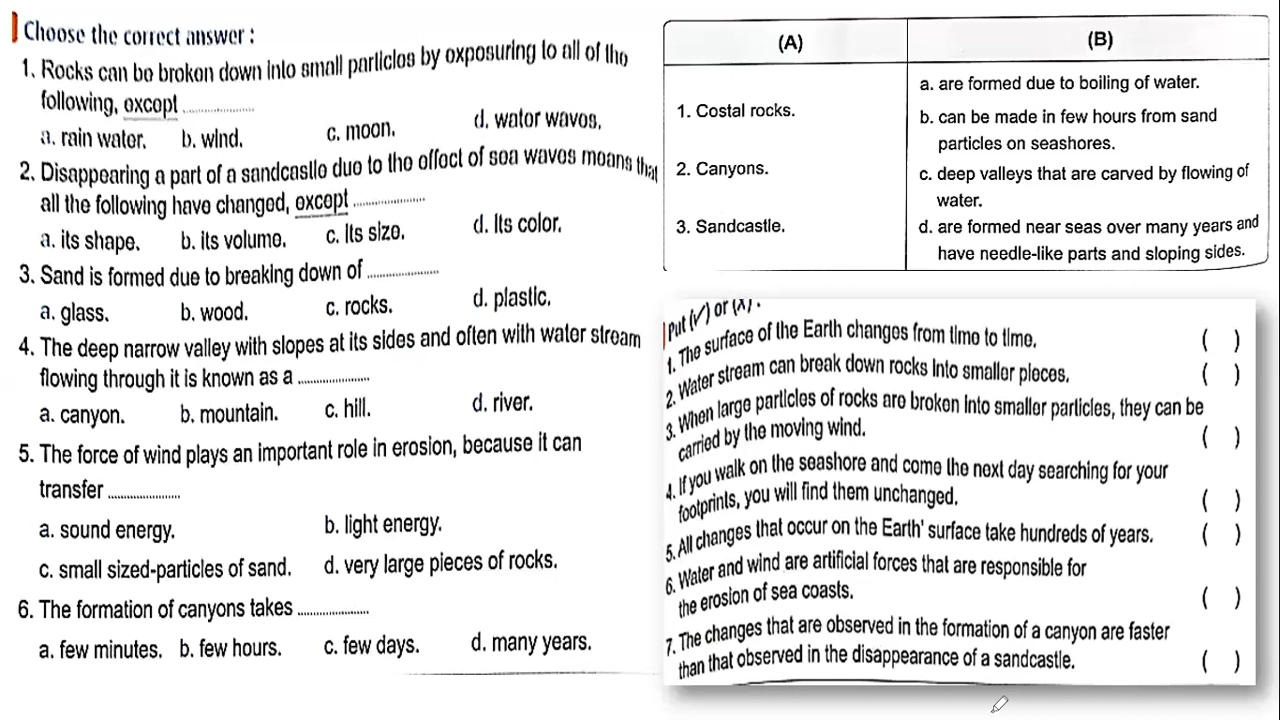 Choose the correct answer :
1. Rocks can be broken down into small particles by exposuring to all of the
following, except ....................
a. rain water. b. wind. c. moon. d. water waves.
2. Disappearing a part of a sandcastle due to the effect of sea waves means that
all the following have changed, except ....................
a. its shape. b. its volume. c. its size. d. its color.
3. Sand is formed due to breaking down of ....................
a. glass. b. wood. c. rocks. d. plastic.
4. The deep narrow valley with slopes at its sides and often with water stream
flowing through it is known as a ....................
a. canyon. b. mountain. c. hill. d. river.
5. The force of wind plays an important role in erosion, because it can
transfer ....................
a. sound energy. b. light energy.
c. small sized-particles of sand. d. very large pieces of rocks.
6. The formation of canyons takes ....................
a. few minutes. b. few hours. c. few days. d. many years.
(A) (B)
1. Costal rocks.
2. Canyons.
3. Sandcastle.
a. are formed due to boiling of water.
b. can be made in few hours from sand
particles on seashores.
c. deep valleys that are carved by flowing of
water.
d. are formed near seas over many years and
have needle-like parts and sloping sides.
Put (✓) or (X) :
1. The surface of the Earth changes from time to time. ( )
2. Water stream can break down rocks into smaller pieces. ( )
3. When large particles of rocks are broken into smaller particles, they can be
carried by the moving wind. ( )
4. If you walk on the seashore and come the next day searching for your
footprints, you will find them unchanged. ( )
5. All changes that occur on the Earth' surface take hundreds of years. ( )
6. Water and wind are artificial forces that are responsible for
the erosion of sea coasts. ( )
7. The changes that are observed in the formation of a canyon are faster
than that observed in the disappearance of a sandcastle. ( )